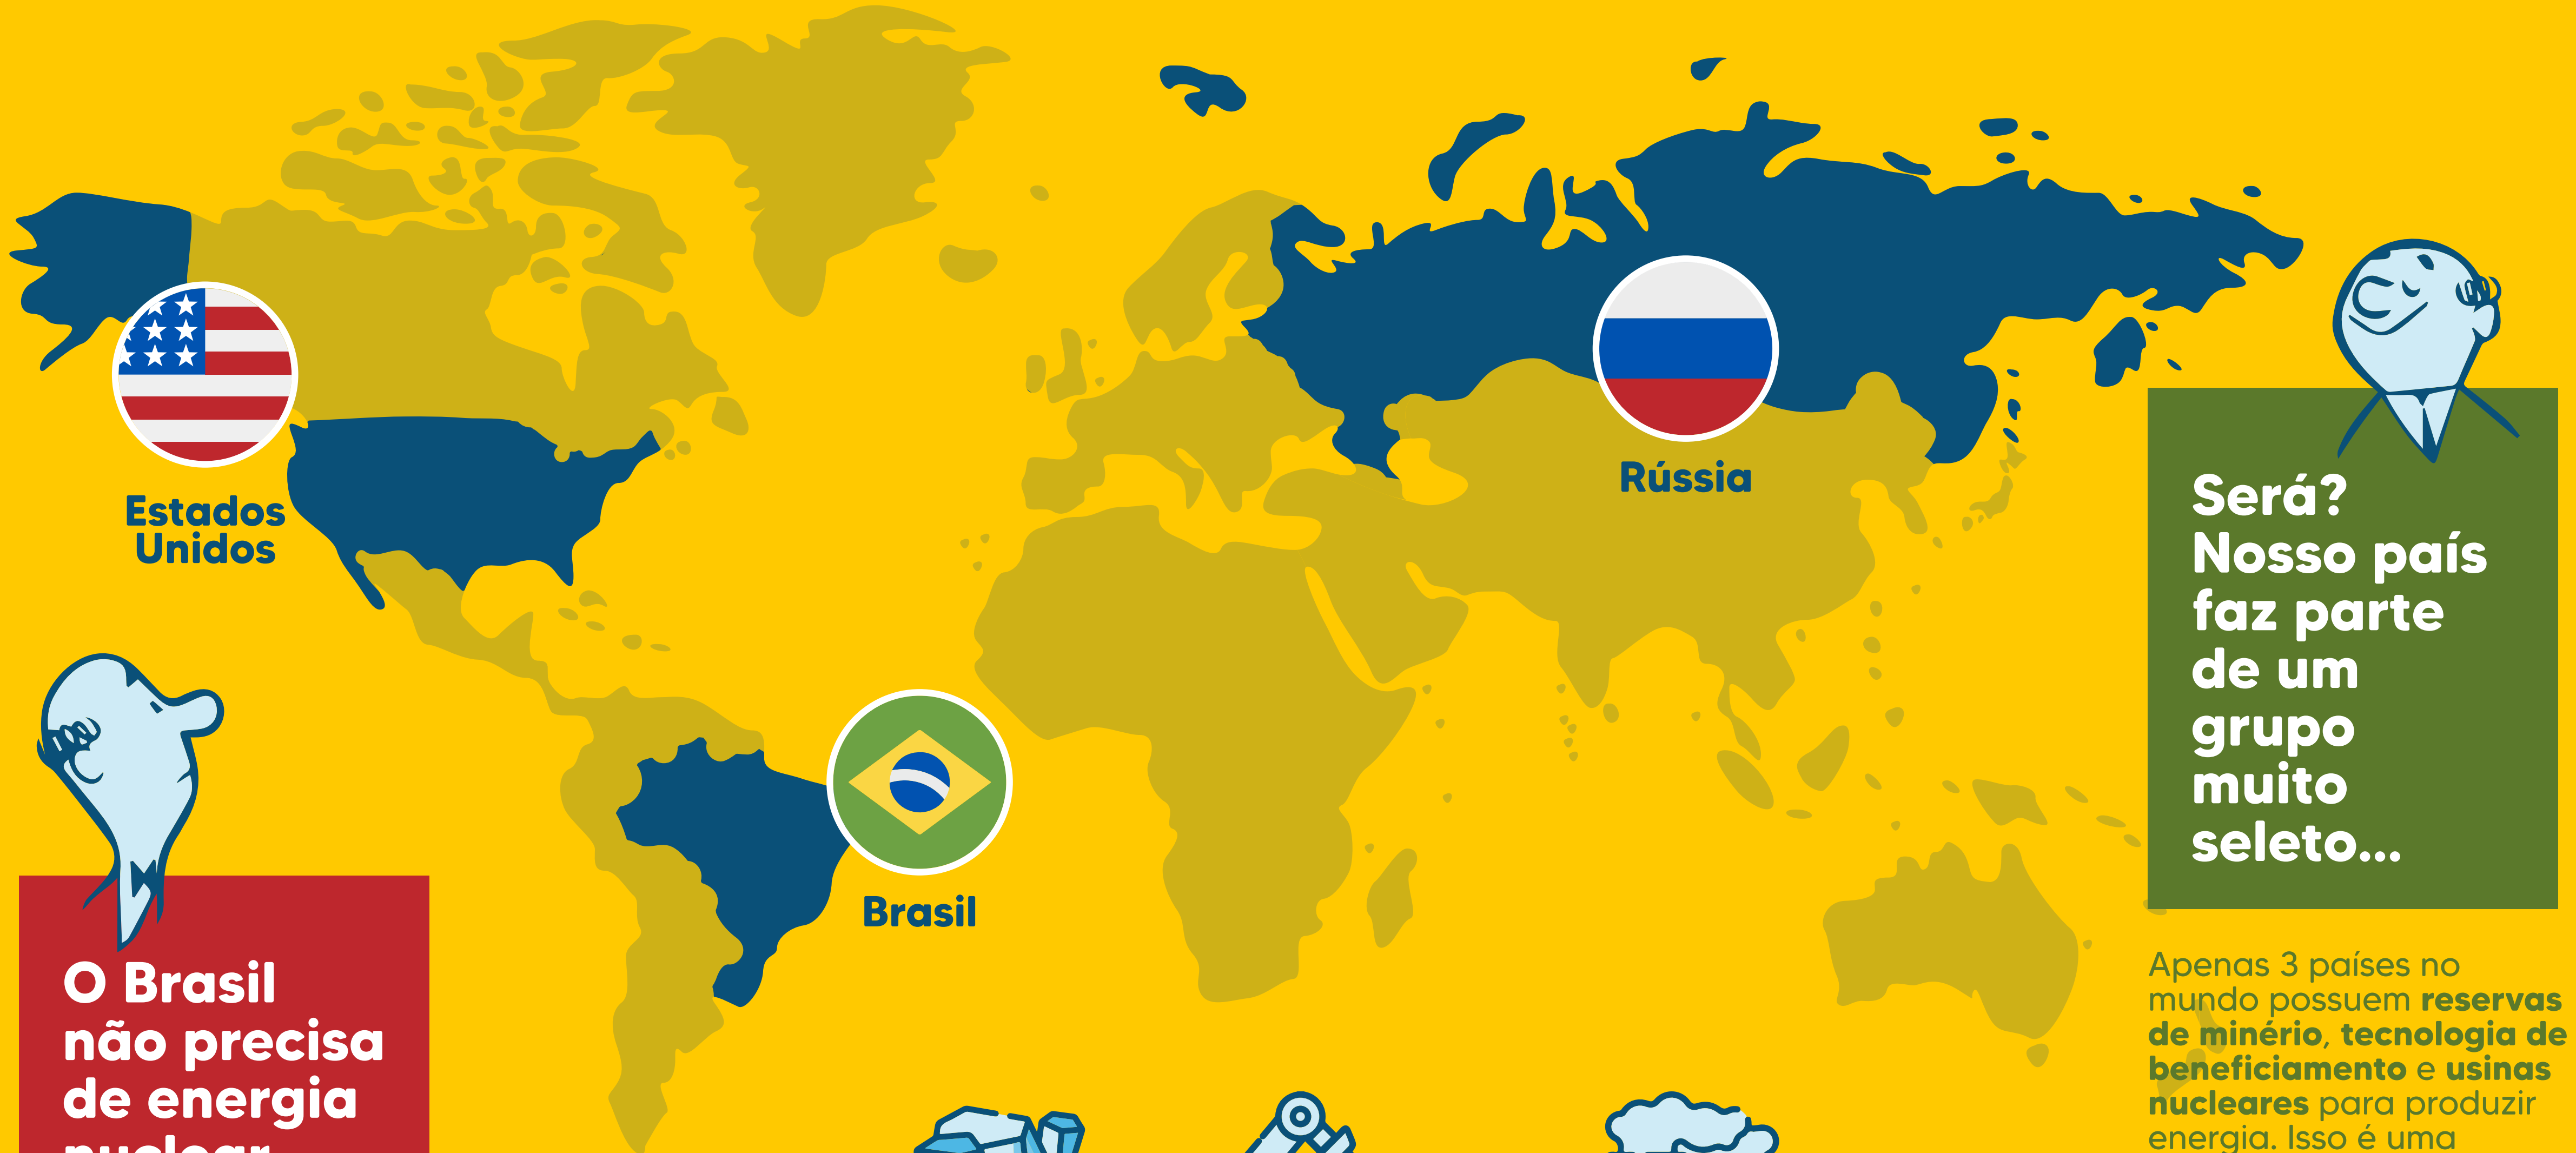 Estados
Unidos
Rússia
Brasil
O Brasil
não precisa
de energia
nuclear
Será?
Nosso país
faz parte
de um
grupo
muito
seleto...
Apenas 3 países no
mundo possuem reservas
de minério, tecnologia de
beneficiamento e usinas
nucleares para produzir
energia. Isso é uma